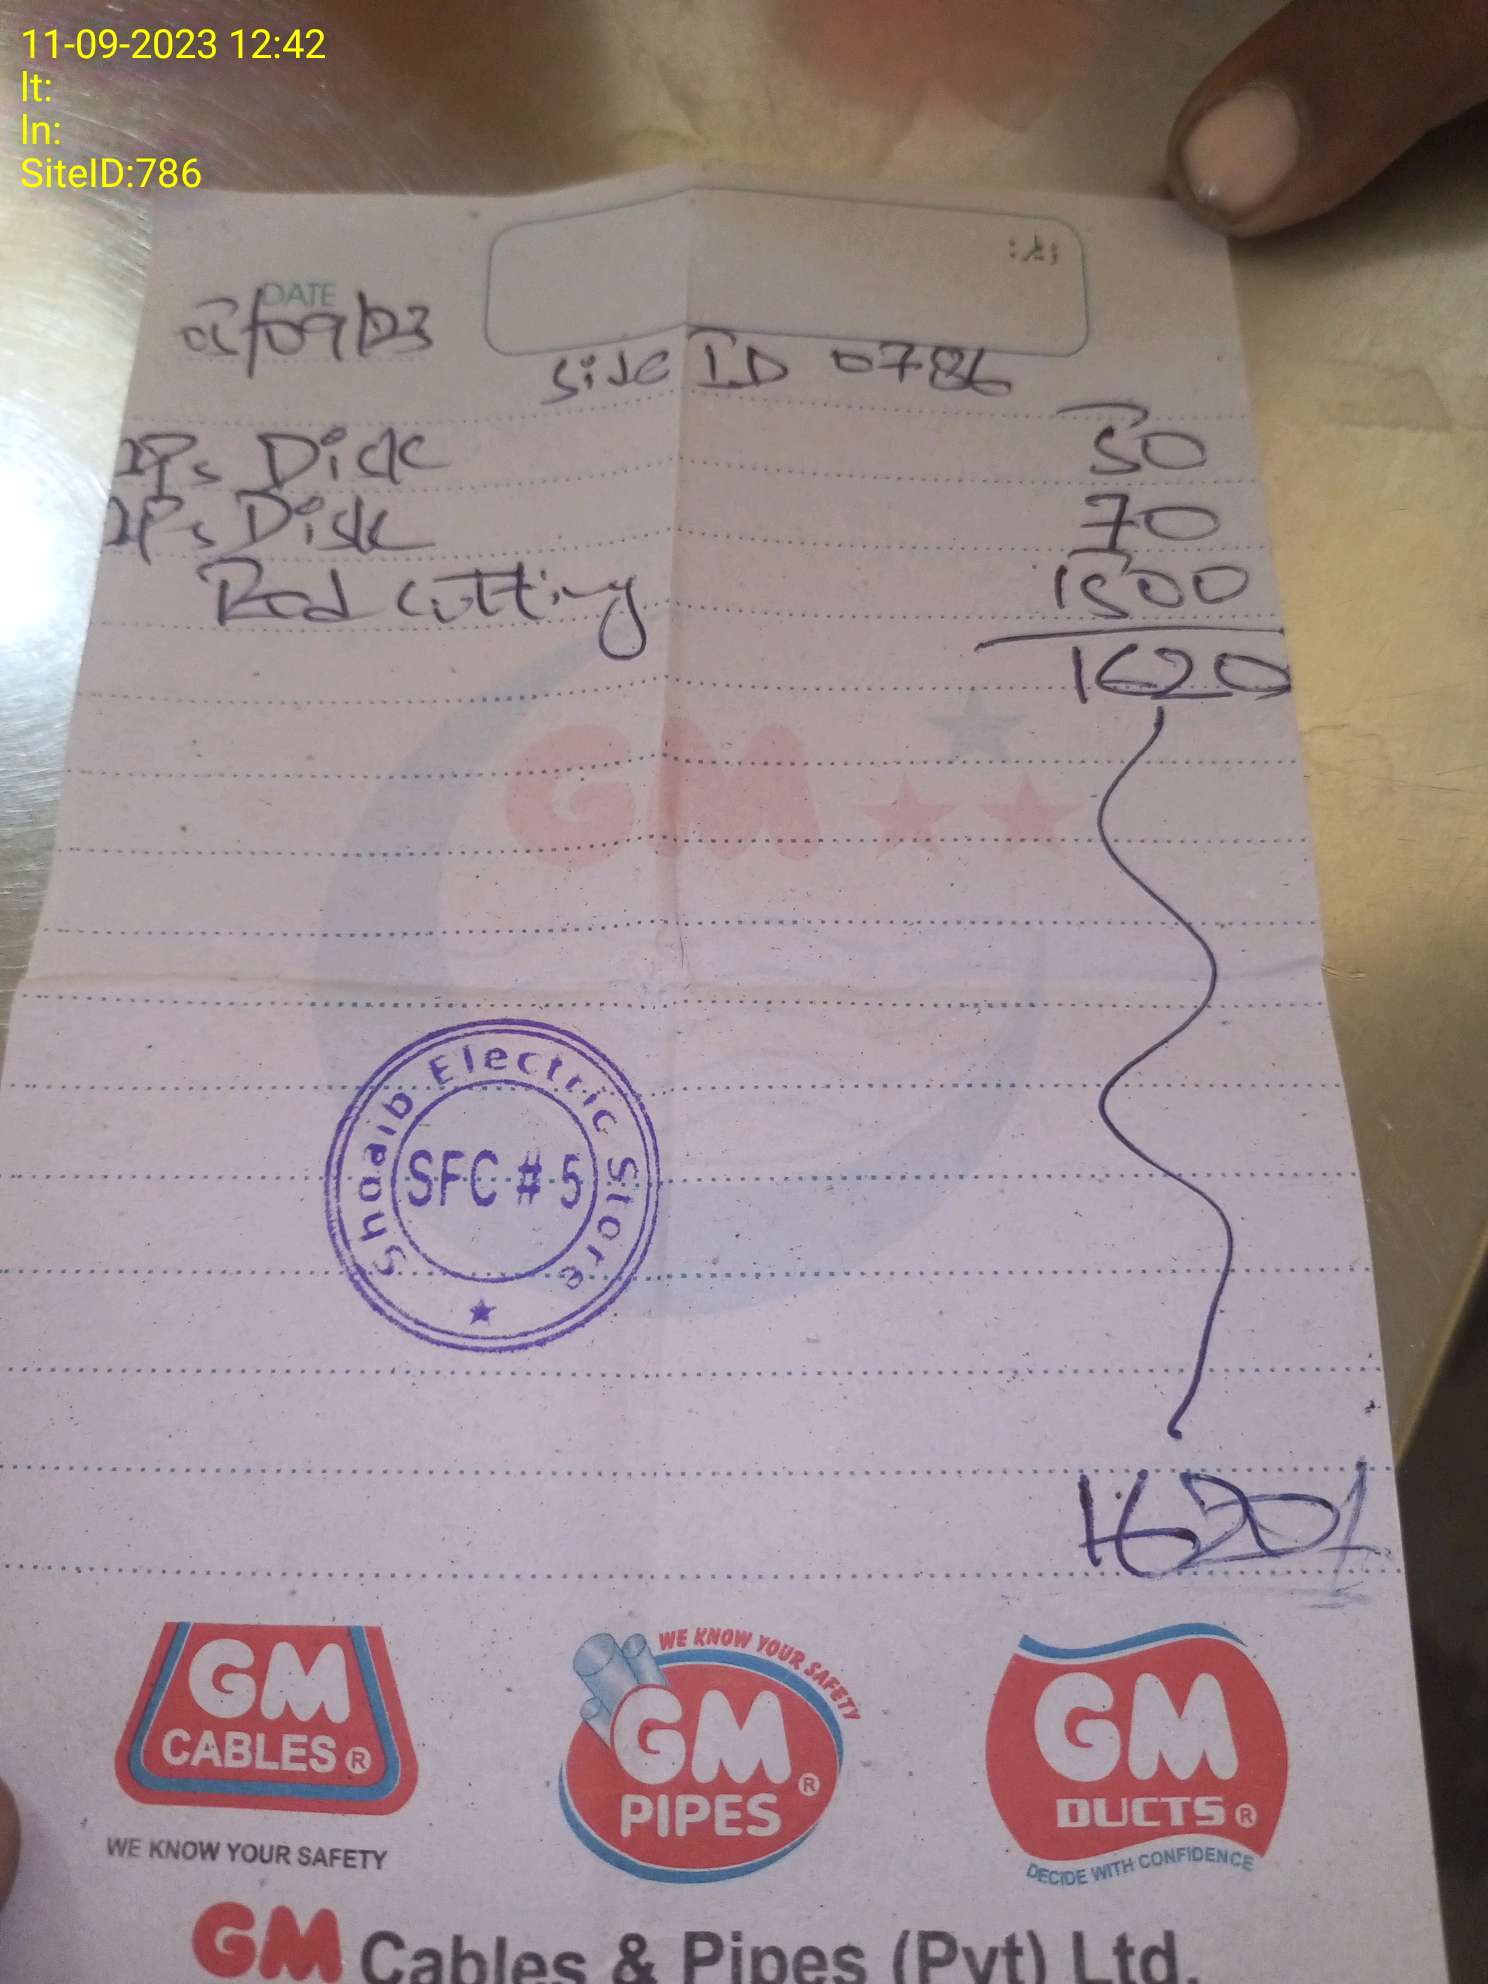 11-09-2023 12:42
lt:
ln:
SiteID:786
DATE
05/09/23
Site ID 0786
2Ps Disk 50
2Ps Disk 70
Rod cutting 1500
1620
Shoaib Electric Store
SFC # 5
1620/
GM CABLES ®
WE KNOW YOUR SAFETY
WE KNOW YOUR SAFETY
GM PIPES ®
GM DUCTS ®
DECIDE WITH CONFIDENCE
GM
GM Cables & Pipes (Pvt) Ltd.